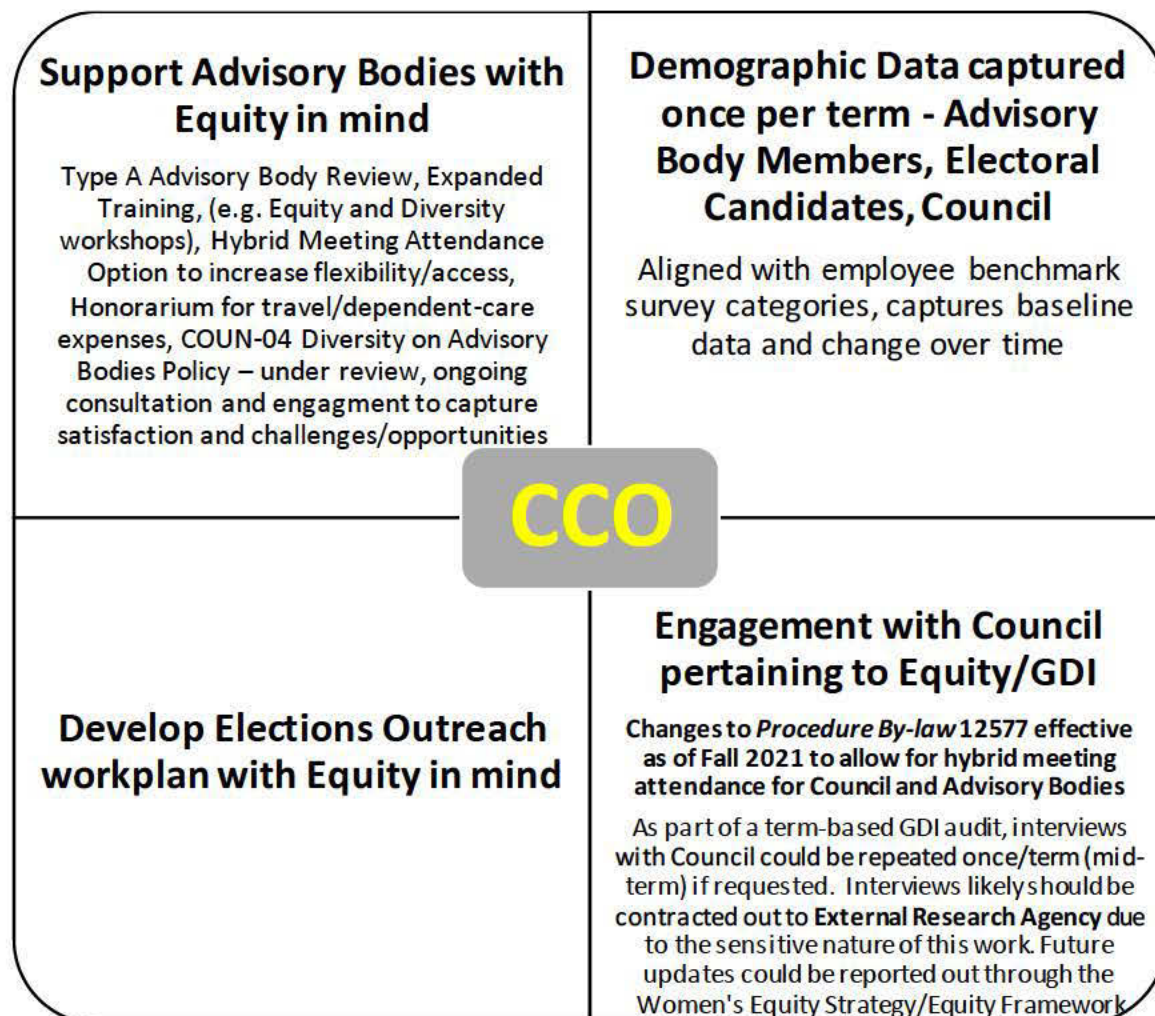 Support Advisory Bodies with
Equity in mind
Type A Advisory Body Review, Expanded
Training, (e.g. Equity and Diversity
workshops), Hybrid Meeting Attendance
Option to increase flexibility/access,
Honorarium for travel/dependent-care
expenses, COUN-04 Diversity on Advisory
Bodies Policy – under review, ongoing
consultation and engagment to capture
satisfaction and challenges/opportunities
Demographic Data captured
once per term - Advisory
Body Members, Electoral
Candidates, Council
Aligned with employee benchmark
survey categories, captures baseline
data and change over time
CCO
Develop Elections Outreach
workplan with Equity in mind
Engagement with Council
pertaining to Equity/GDI
Changes to Procedure By-law 12577 effective
as of Fall 2021 to allow for hybrid meeting
attendance for Council and Advisory Bodies
As part of a term-based GDI audit, interviews
with Council could be repeated once/term (mid-
term) if requested. Interviews likely should be
contracted out to External Research Agency due
to the sensitive nature of this work. Future
updates could be reported out through the
Women's Equity Strategy/Equity Framework